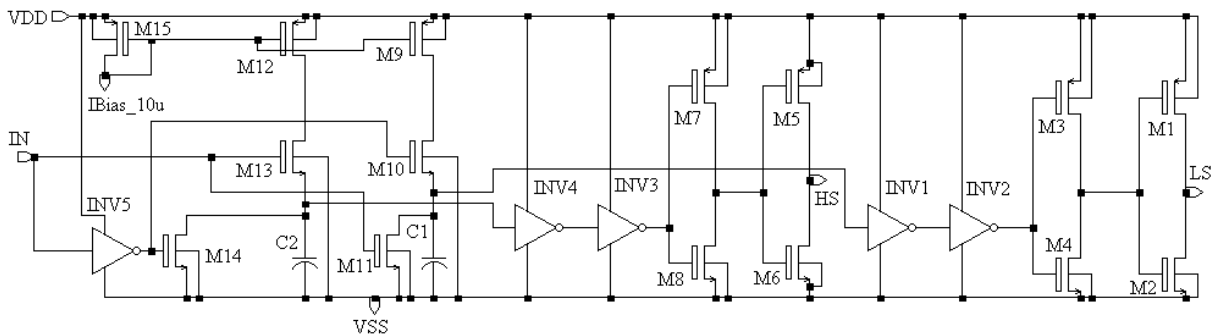 VDD
M15
M12
M9
IBias_10u
M7
M5
M3
M1
IN
M13
M10
INV5
INV4
INV3
HS
INV1
INV2
LS
M14
C2
M11
C1
M8
M6
M4
M2
VSS